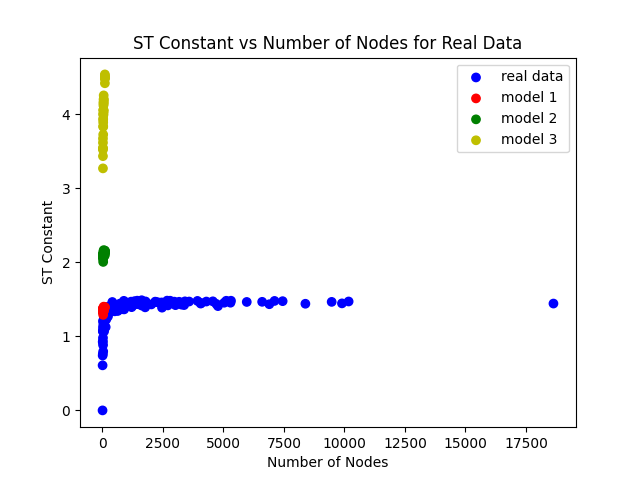 ST Constant vs Number of Nodes for Real Data
real data
model 1
model 2
model 3
ST Constant
4
3
2
1
0
0 2500 5000 7500 10000 12500 15000 17500
Number of Nodes